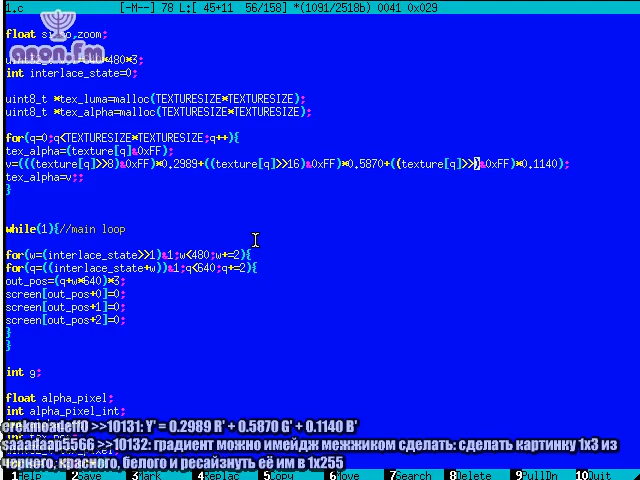 1.c [-M--] 78 L:[ 45+11 56/158] *(1091/2518b) 0041 0x029
float
zoom;
anon.fm
480*3;
int interlace_state=0;
uint8_t *tex_luma=malloc(TEXTURESIZE*TEXTURESIZE);
uint8_t *tex_alpha=malloc(TEXTURESIZE*TEXTURESIZE);
for(q=0;q<TEXTURESIZE*TEXTURESIZE;q++){
tex_alpha=(texture[q]&0xFF);
v=(((texture[q]>>8)&0xFF)*0.2989+((texture[q]>>16)&0xFF)*0.5870+((texture[q]>>)&0xFF)*0.1140);
tex_alpha=v;;
}
while(1){//main loop
for(w=(interlace_state>>1)&1;w<480;w+=2){
for(q=((interlace_state+w))&1;q<640;q+=2){
out_pos=(q+w*640)*3;
screen[out_pos+0]=0;
screen[out_pos+1]=0;
screen[out_pos+2]=0;
}
}
int g;
float alpha_pixel;
int alpha_pixel_int;
erekmoadeff0 >>10131: Y' = 0.2989 R' + 0.5870 G' + 0.1140 B'
saaadaap5566 >>10132: градиент можно имейдж межжиком сделать: сделать картинку 1x3 из
черного, красного, белого и ресайзнуть её им в 1x255
1Help 2Save 3Mark 4Replac 5Copy 6Move 7Search 8Delete 9PullDn 10Quit